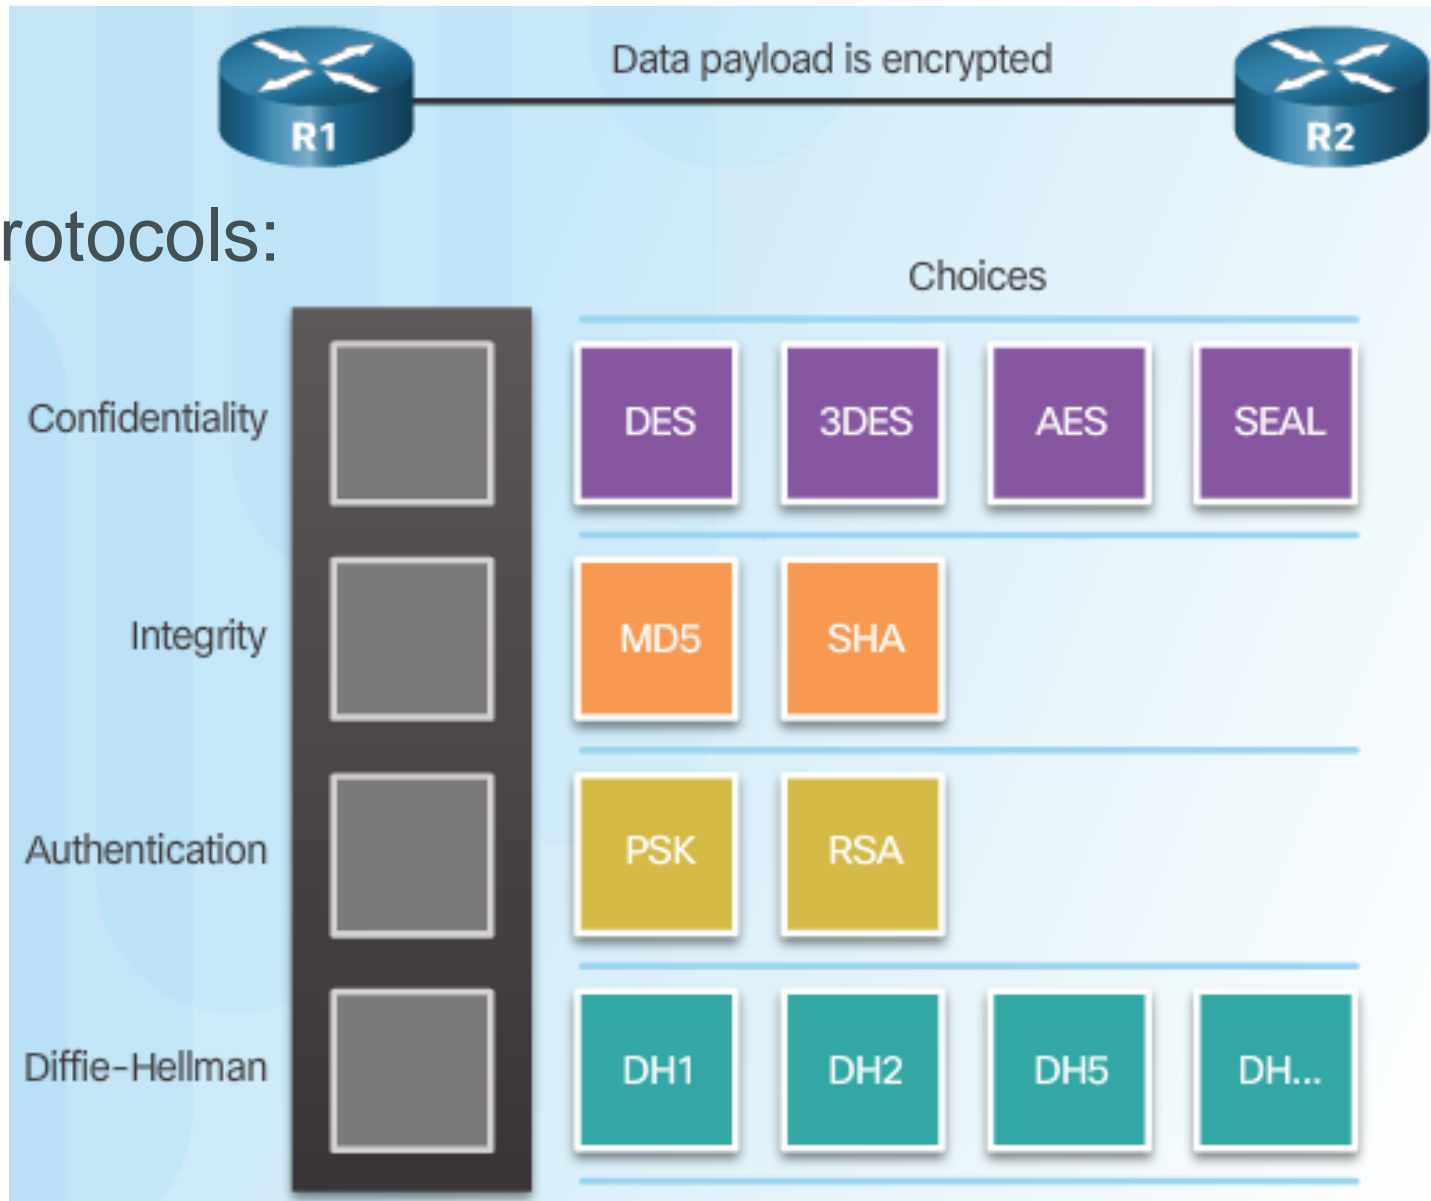 Data payload is encrypted
R1
R2
rotocols:
Choices
Confidentiality
DES 3DES AES SEAL
Integrity
MD5 SHA
Authentication
PSK RSA
Diffie-Hellman
DH1 DH2 DH5 DH...